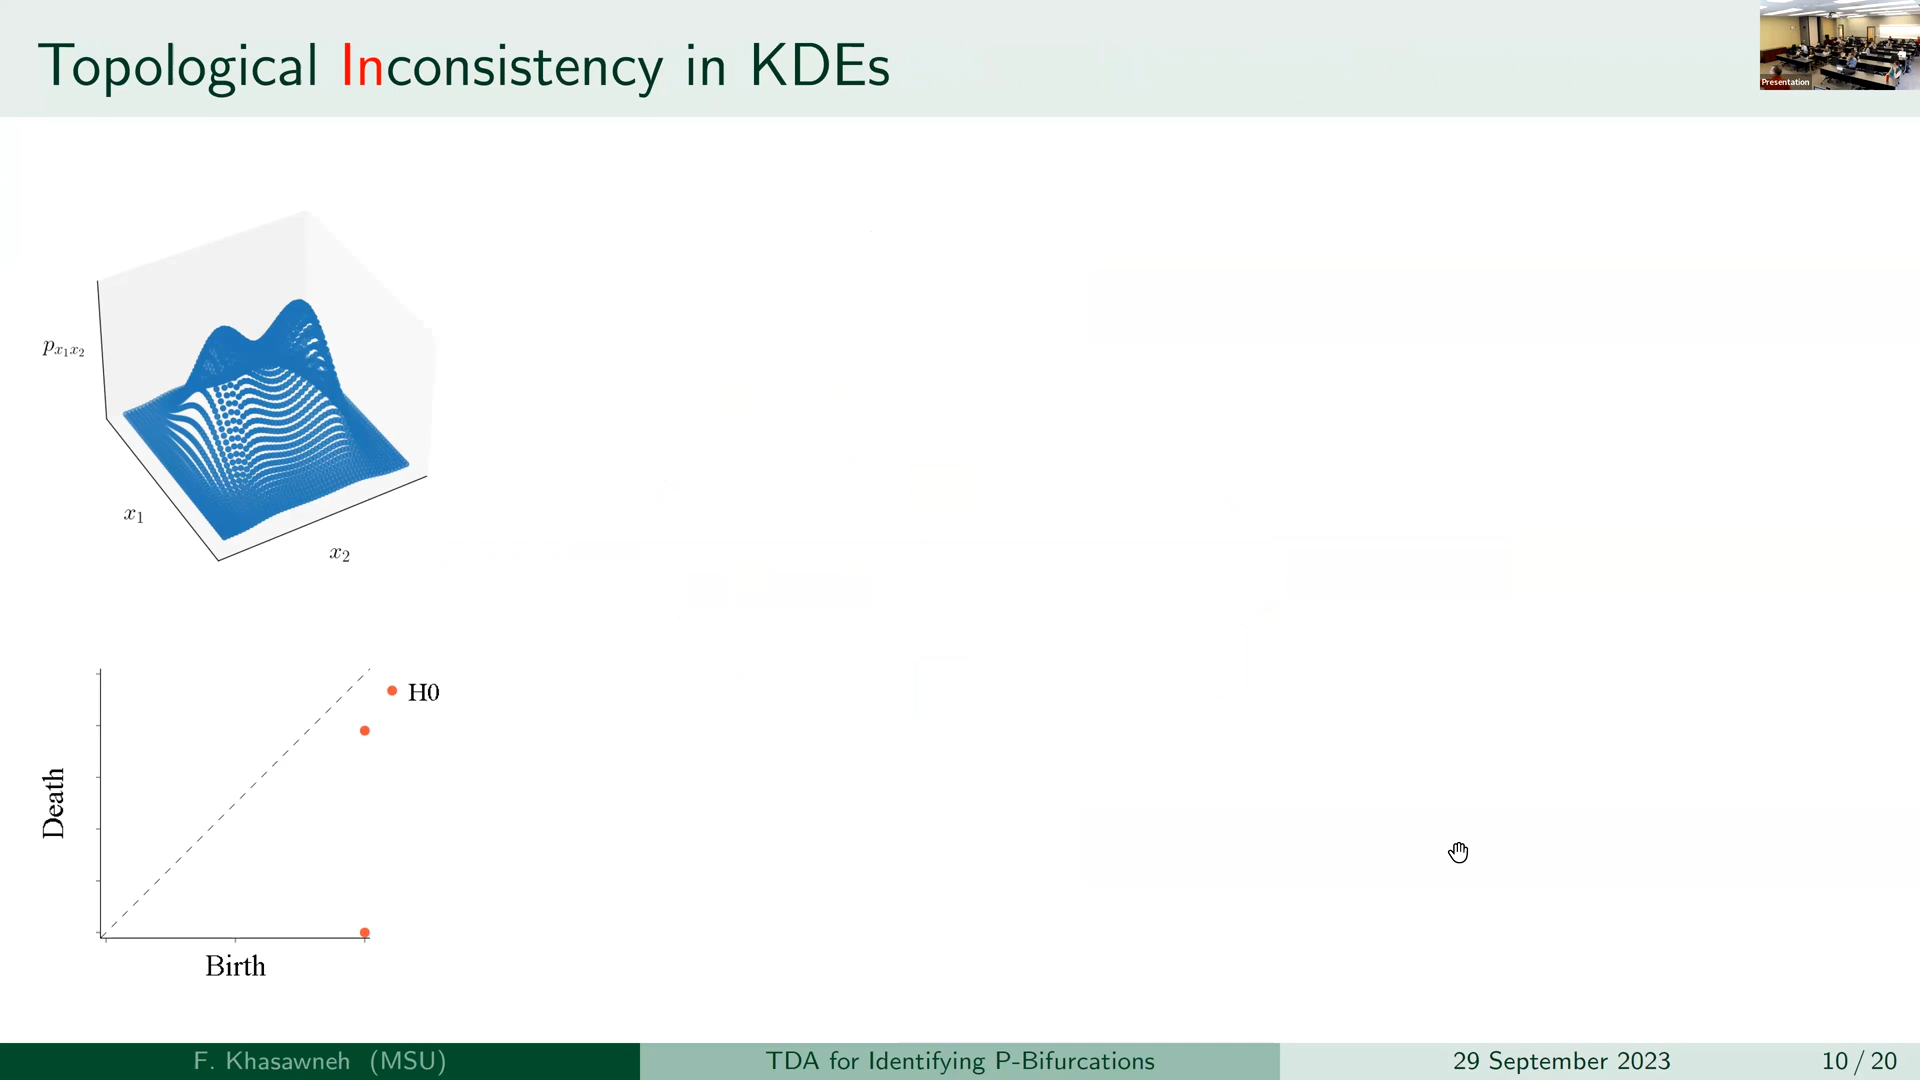 Topological Inconsistency in KDEs
Presentation
p_{x_1x_2}
x_1
x_2
H0
Death
Birth
F. Khasawneh (MSU)
TDA for Identifying P-Bifurcations
29 September 2023
10 / 20